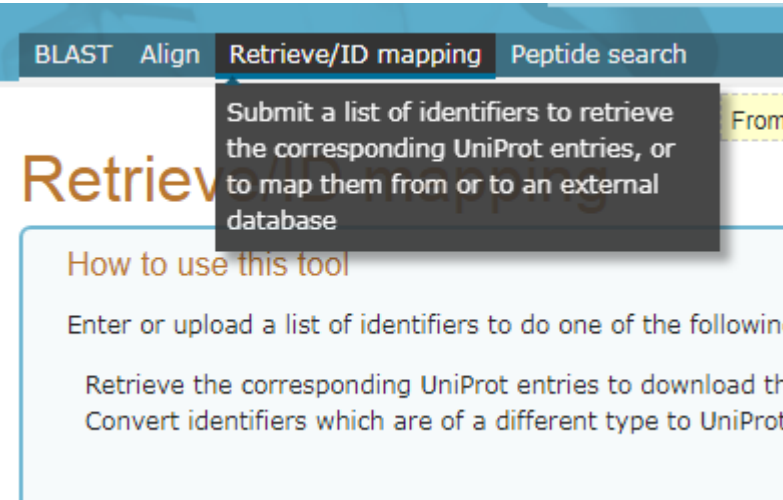 BLAST Align Retrieve/ID mapping Peptide search
Submit a list of identifiers to retrieve
the corresponding UniProt entries, or
to map them from or to an external
database
From
Retrieve/ID mapping
How to use this tool
Enter or upload a list of identifiers to do one of the followin
Retrieve the corresponding UniProt entries to download th
Convert identifiers which are of a different type to UniProt